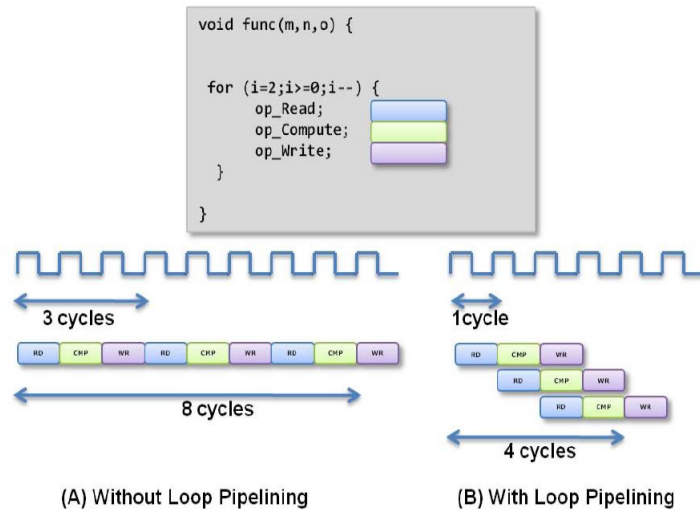 void func(m,n,o) {
for (i=2;i>=0;i--) {
op_Read;
op_Compute;
op_Write;
}
}
3 cycles
RD CMP WR RD CMP WR RD CMP WR
8 cycles
(A) Without Loop Pipelining
1cycle
RD CMP WR
RD CMP WR
RD CMP WR
4 cycles
(B) With Loop Pipelining